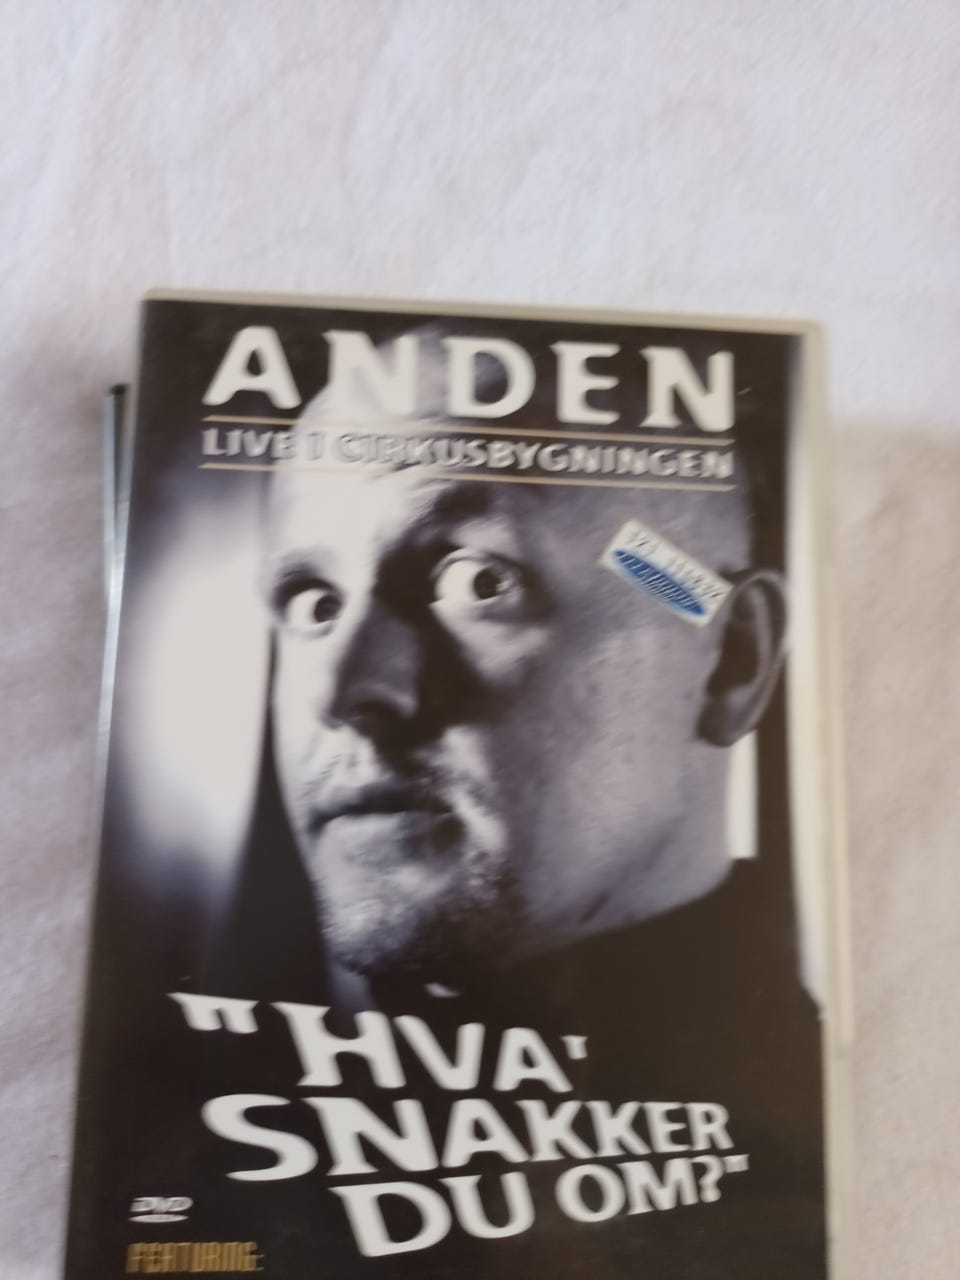 ANDEN
LIVE I CIRKUSBYGNINGEN
"HVA'
SNAKKER
DU OM?"
DVD
FEATURING: